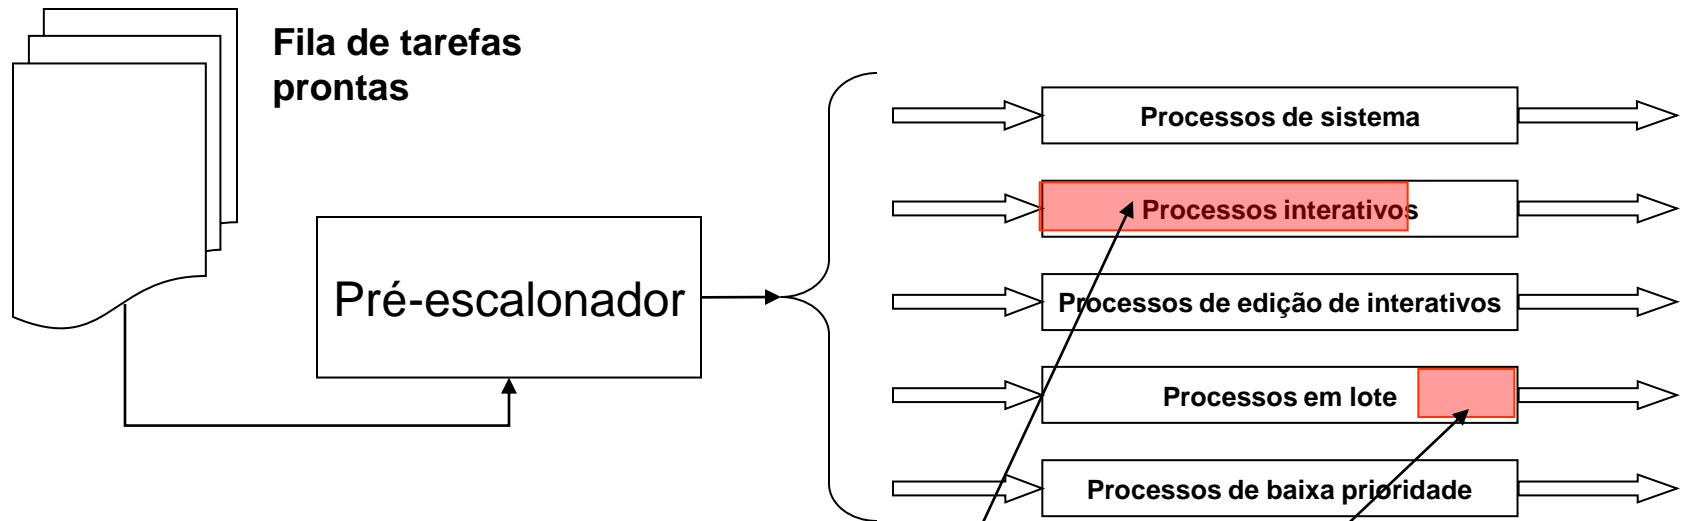 Fila de tarefas
prontas
Pré-escalonador
Processos de sistema
Processos interativos
Processos de edição de interativos
Processos em lote
Processos de baixa prioridade